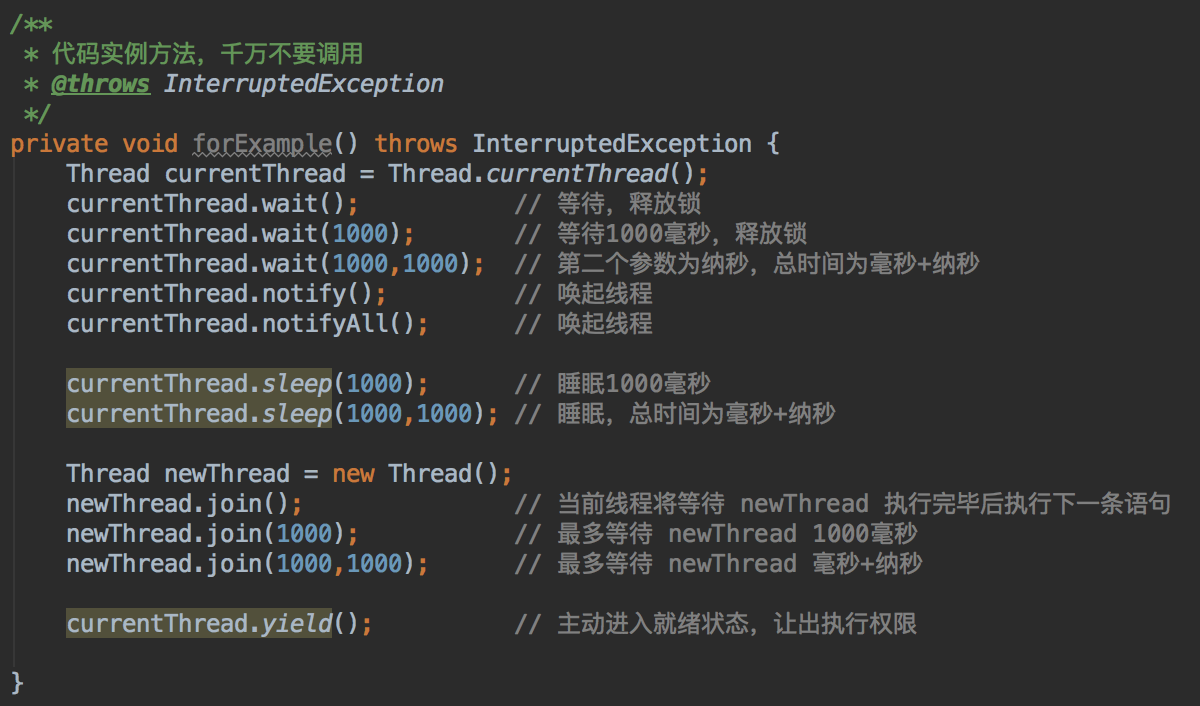 /**
 * 代码实例方法，千万不要调用
 * @throws InterruptedException
 */
private void forExample() throws InterruptedException {
    Thread currentThread = Thread.currentThread();
    currentThread.wait();           // 等待，释放锁
    currentThread.wait(1000);       // 等待1000毫秒，释放锁
    currentThread.wait(1000,1000);  // 第二个参数为纳秒，总时间为毫秒+纳秒
    currentThread.notify();         // 唤起线程
    currentThread.notifyAll();      // 唤起线程

    currentThread.sleep(1000);      // 睡眠1000毫秒
    currentThread.sleep(1000,1000); // 睡眠，总时间为毫秒+纳秒

    Thread newThread = new Thread();
    newThread.join();               // 当前线程将等待 newThread 执行完毕后执行下一条语句
    newThread.join(1000);           // 最多等待 newThread 1000毫秒
    newThread.join(1000,1000);      // 最多等待 newThread 毫秒+纳秒

    currentThread.yield();          // 主动进入就绪状态，让出执行权限

}